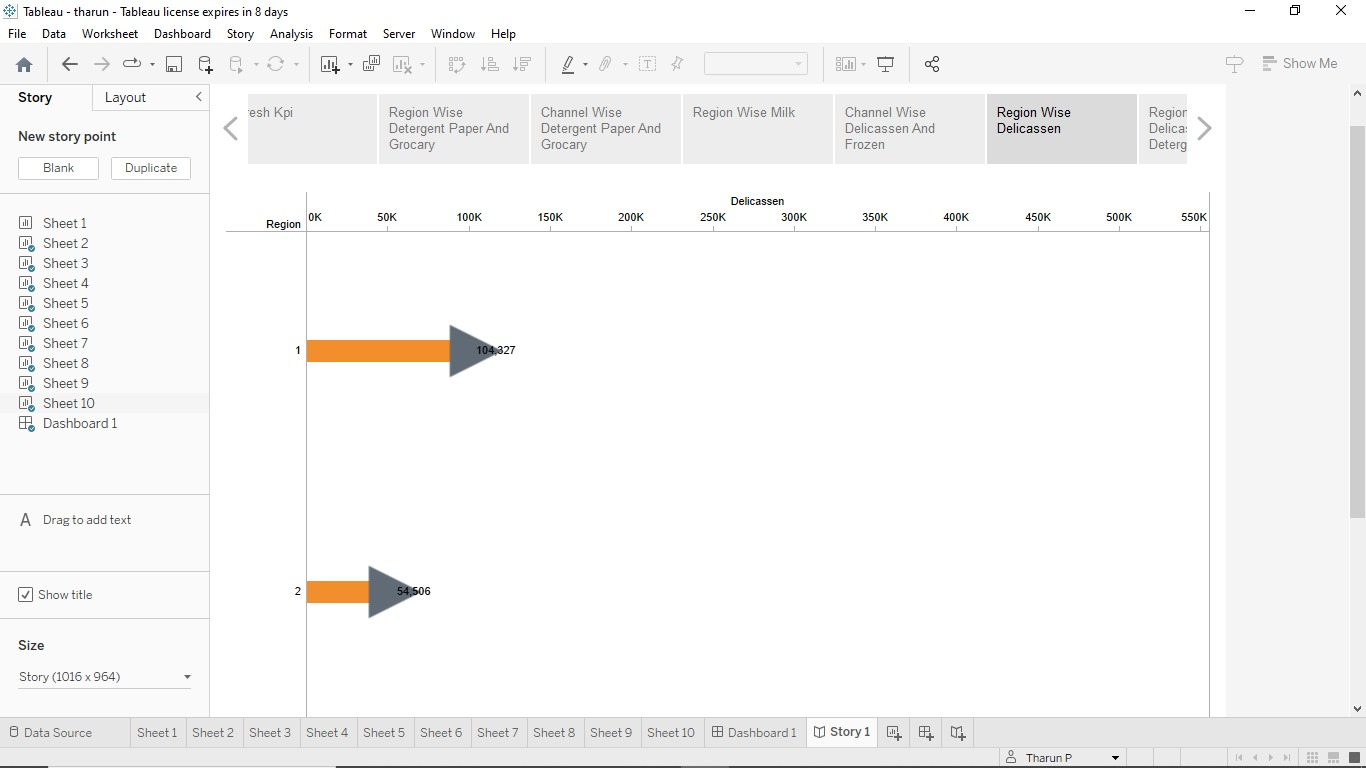 Tableau - tharun - Tableau license expires in 8 days
File Data Worksheet Dashboard Story Analysis Format Server Window Help
Show Me
Story Layout
New story point
Blank Duplicate
Sheet 1
Sheet 2
Sheet 3
Sheet 4
Sheet 5
Sheet 6
Sheet 7
Sheet 8
Sheet 9
Sheet 10
Dashboard 1
A Drag to add text
Show title
Size
Story (1016 x 964)
resh Kpi
Region Wise
Detergent Paper And
Grocary
Channel Wise
Detergent Paper And
Grocary
Region Wise Milk
Channel Wise
Delicassen And
Frozen
Region Wise
Delicassen
Region
Delicas
Deterg
Delicassen
Region 0K 50K 100K 150K 200K 250K 300K 350K 400K 450K 500K 550K
1 104,327
2 54,506
Data Source Sheet 1 Sheet 2 Sheet 3 Sheet 4 Sheet 5 Sheet 6 Sheet 7 Sheet 8 Sheet 9 Sheet 10 Dashboard 1 Story 1
Tharun P